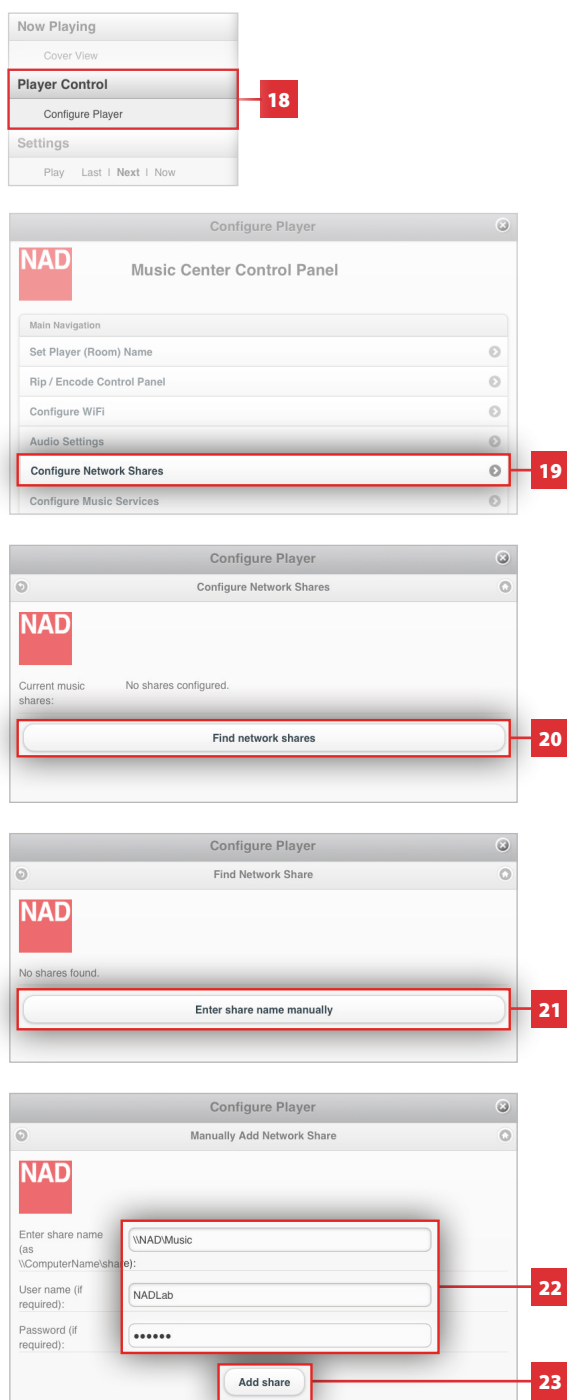 Now Playing
Cover View
Player Control
Configure Player
18
Settings
Play Last | Next | Now
Configure Player
NAD
Music Center Control Panel
Main Navigation
Set Player (Room) Name
Rip / Encode Control Panel
Configure WiFi
Audio Settings
Configure Network Shares
19
Configure Music Services
Configure Player
Configure Network Shares
NAD
Current music No shares configured.
shares:
Find network shares
20
Configure Player
Find Network Share
NAD
No shares found.
Enter share name manually
21
Configure Player
Manually Add Network Share
NAD
Enter share name
(as
\\ComputerName\share):
\\NAD\Music
User name (if
required):
NADLab
22
Password (if
required):
••••••
Add share
23